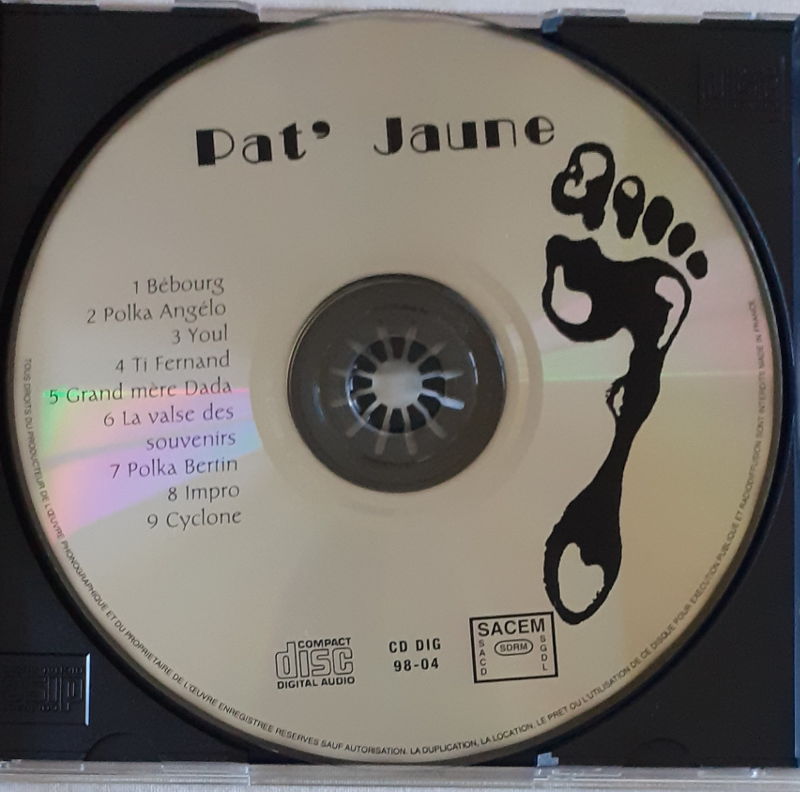 Pat' Jaune
1 Bébourg
2 Polka Angélo
3 Youl
4 Ti Fernand
5 Grand mère Dada
6 La valse des
souvenirs
7 Polka Bertin
8 Impro
9 Cyclone
COMPACT
disc
DIGITAL AUDIO
CD DIG
98-04
SACEM
SACD
SDRM
SGDL
TOUS DROITS DU PRODUCTEUR DE L'ŒUVRE PHONOGRAPHIQUE ET DU PROPRIETAIRE DE L'ŒUVRE ENREGISTREE RESERVES SAUF AUTORISATION. LA DUPLICATION, LA LOCATION, LE PRET OU L'UTILISATION DE CE DISQUE POUR EXECUTION PUBLIQUE ET RADIODIFFUSION SONT INTERDITS MADE IN FRANCE